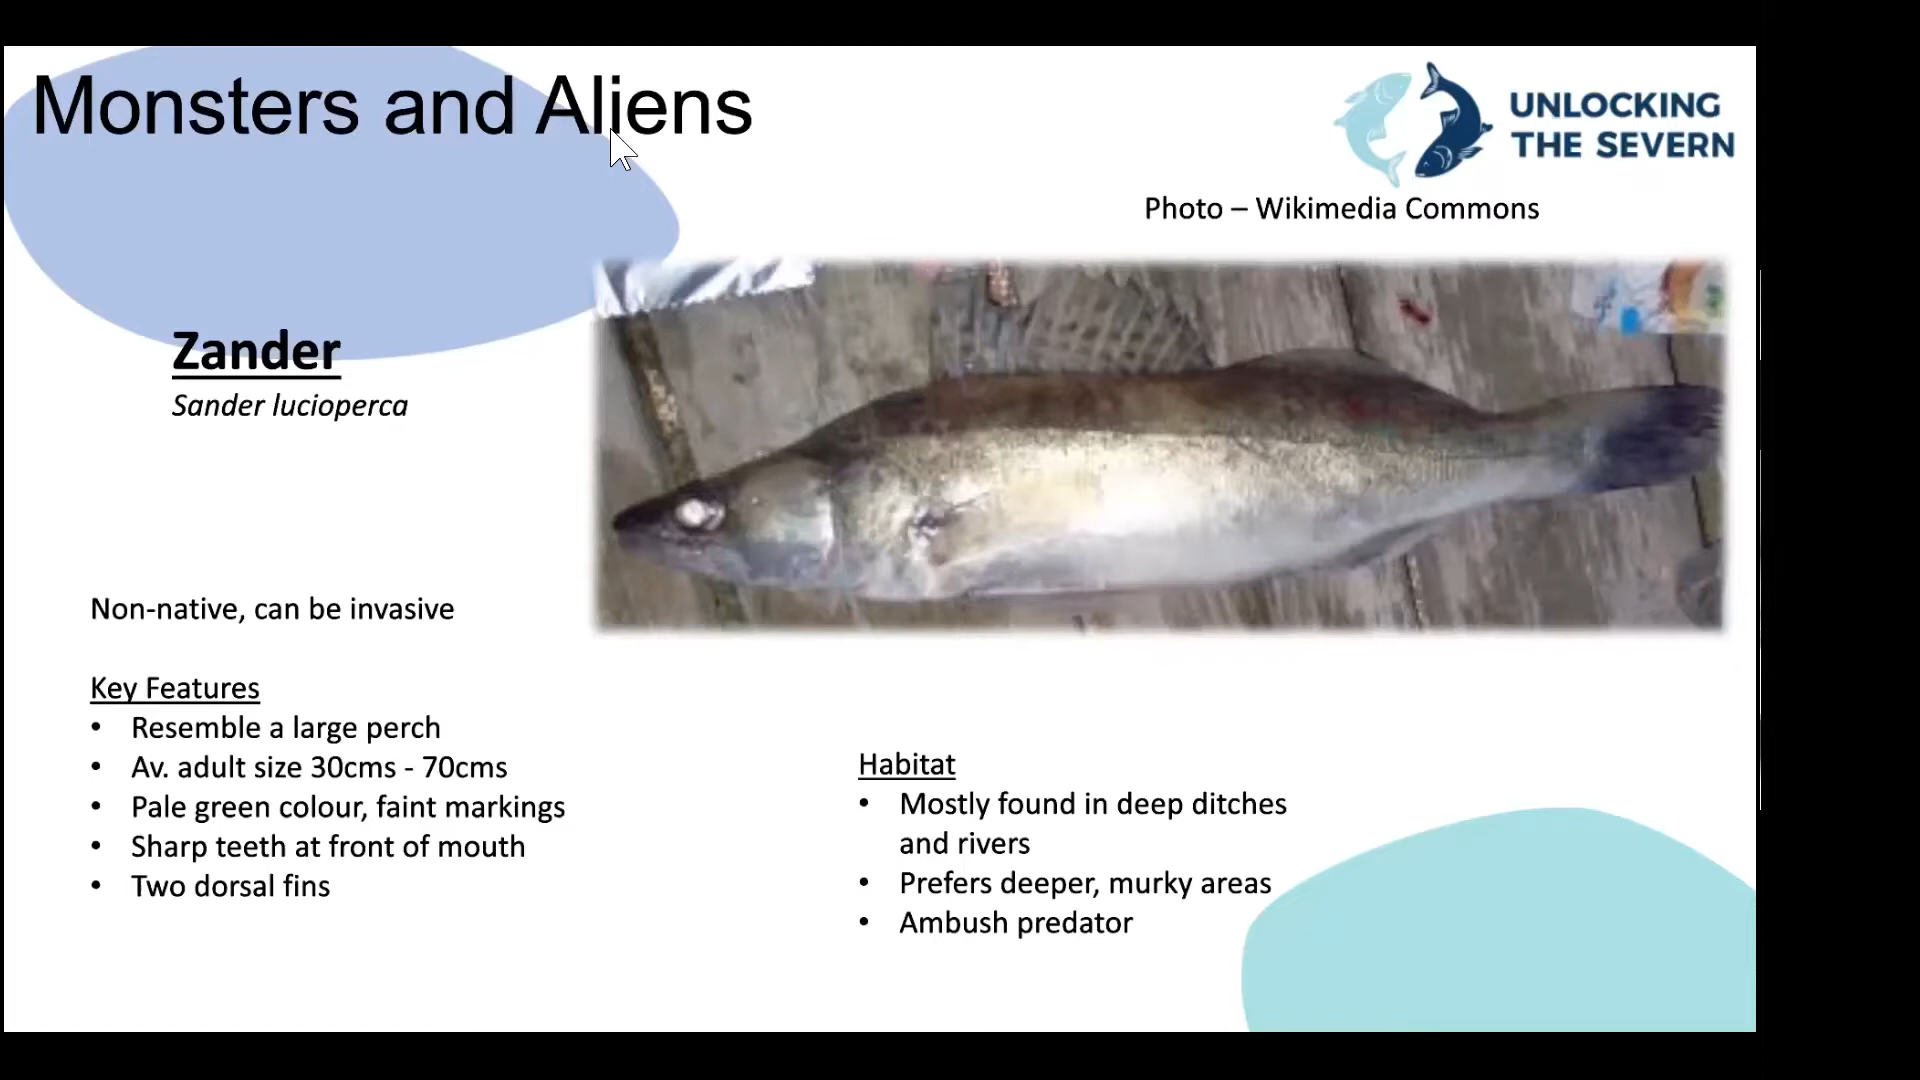 Monsters and Aliens
UNLOCKING
THE SEVERN
Photo – Wikimedia Commons
Zander
Sander lucioperca
Non-native, can be invasive
Key Features
• Resemble a large perch
• Av. adult size 30cms - 70cms
• Pale green colour, faint markings
• Sharp teeth at front of mouth
• Two dorsal fins
Habitat
• Mostly found in deep ditches
and rivers
• Prefers deeper, murky areas
• Ambush predator